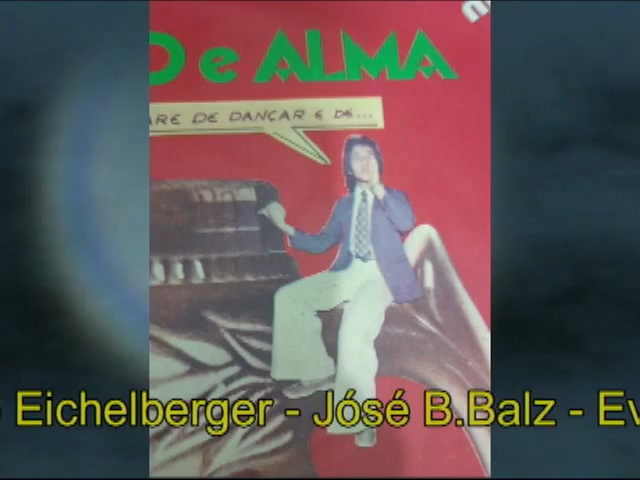 O e ALMA
ARE DE DANÇAR E DE...
Eichelberger - Jósé B.Balz - Ev